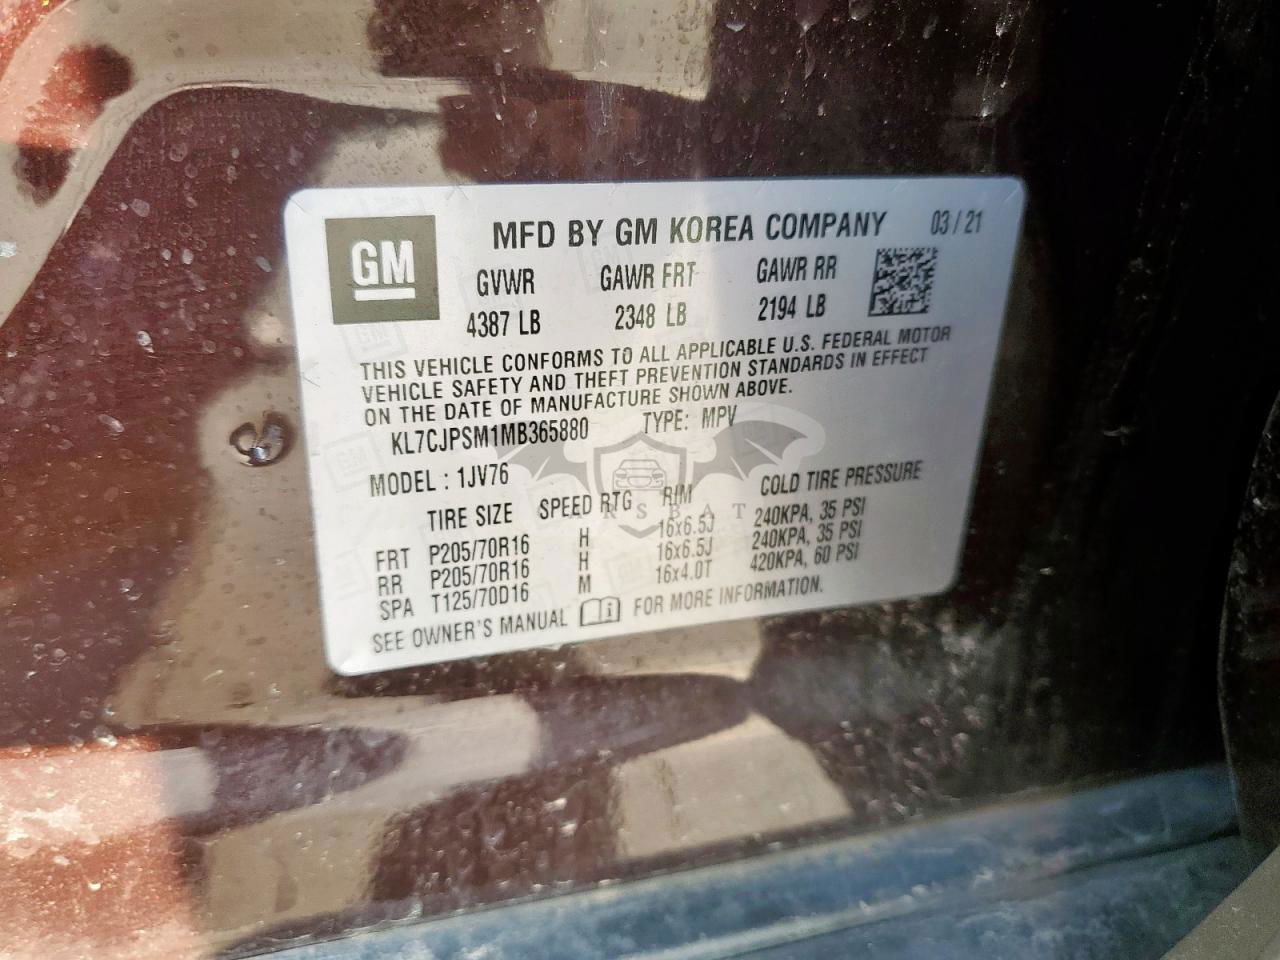 GM
MFD BY GM KOREA COMPANY 03/21
GVWR GAWR FRT GAWR RR
4387 LB 2348 LB 2194 LB
THIS VEHICLE CONFORMS TO ALL APPLICABLE U.S. FEDERAL MOTOR
VEHICLE SAFETY AND THEFT PREVENTION STANDARDS IN EFFECT
ON THE DATE OF MANUFACTURE SHOWN ABOVE.
KL7CJPSM1MB365880 TYPE: MPV
MODEL : 1JV76
TIRE SIZE SPEED RTG RIM COLD TIRE PRESSURE
FRT P205/70R16 H 16x6.5J 240KPA, 35 PSI
RR P205/70R16 H 16x6.5J 240KPA, 35 PSI
SPA T125/70D16 M 16x4.0T 420KPA, 60 PSI
SEE OWNER'S MANUAL FOR MORE INFORMATION.